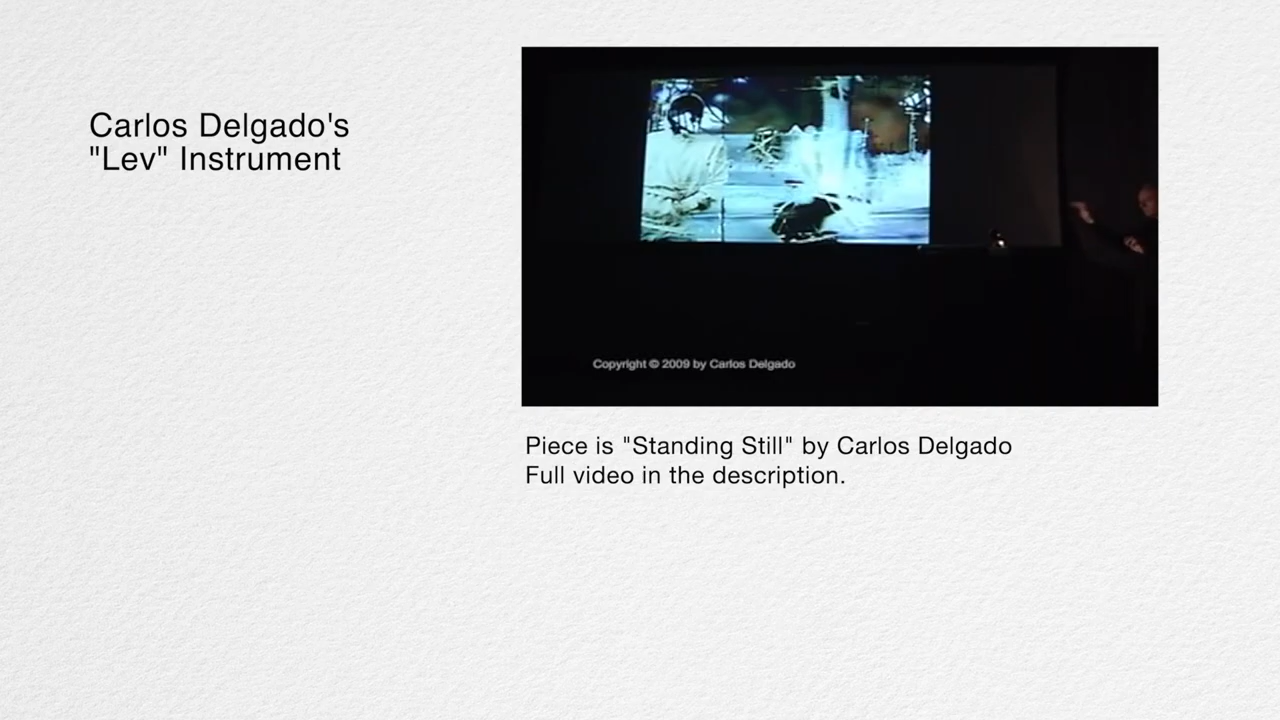 Carlos Delgado's
"Lev" Instrument
Copyright © 2009 by Carlos Delgado
Piece is "Standing Still" by Carlos Delgado
Full video in the description.